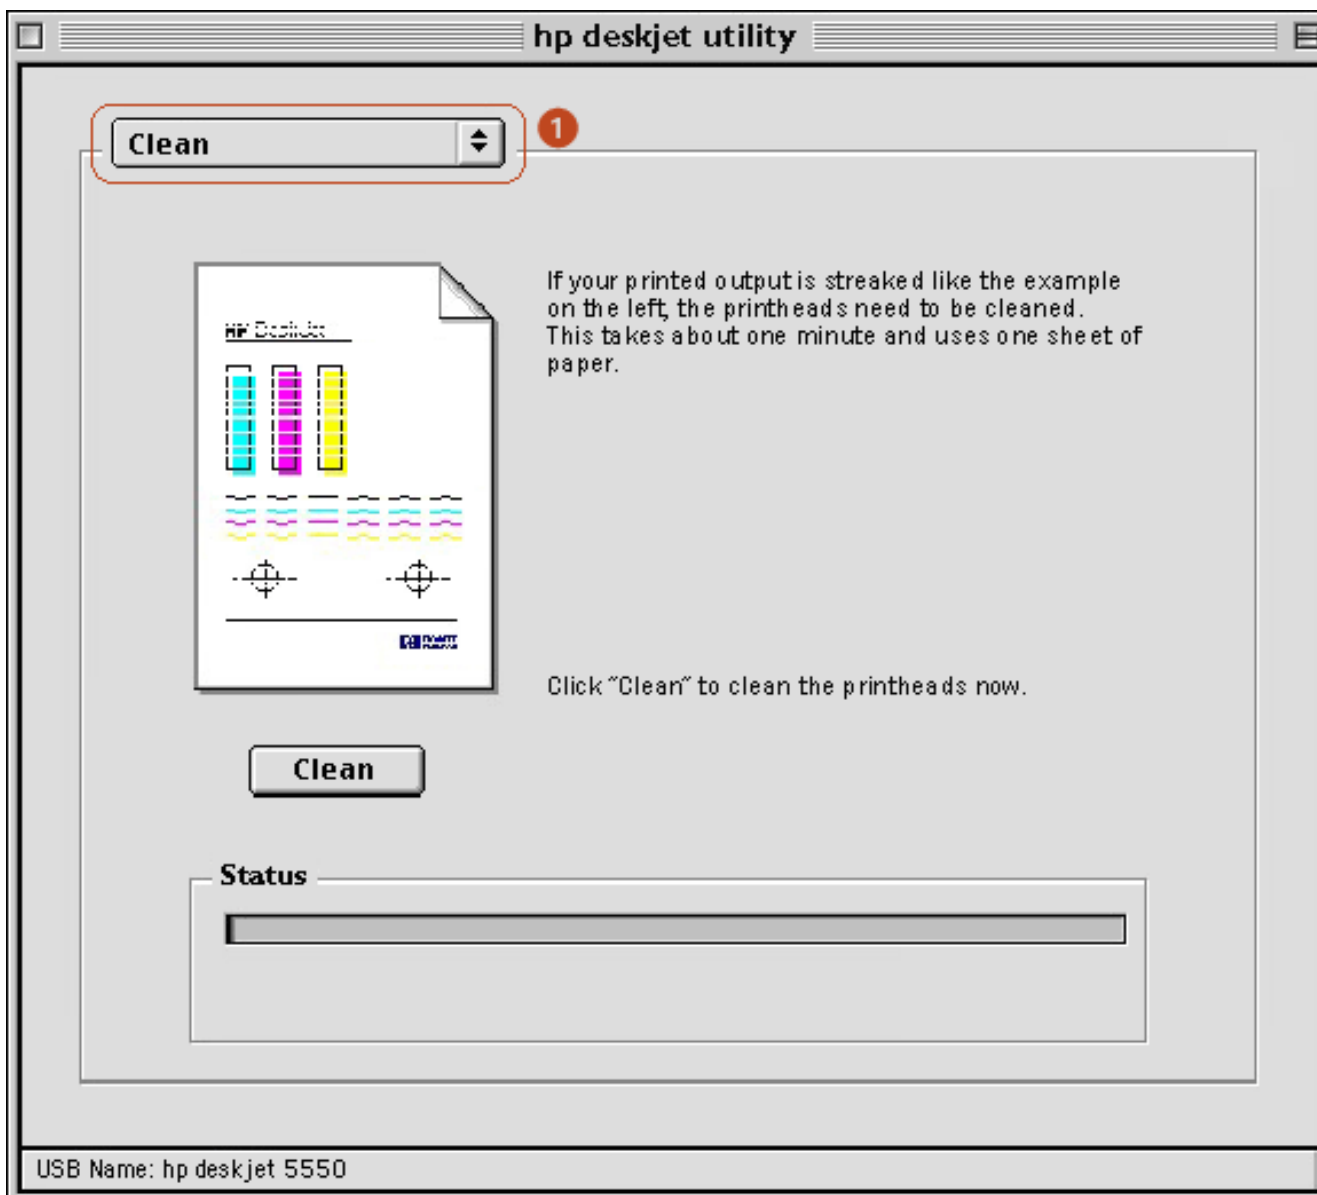 hp deskjet utility
Clean
1
If your printed output is streaked like the example
on the left, the printheads need to be cleaned.
This takes about one minute and uses one sheet of
paper.
HP DeskJet
Click "Clean" to clean the printheads now.
Clean
Status
USB Name: hp deskjet 5550